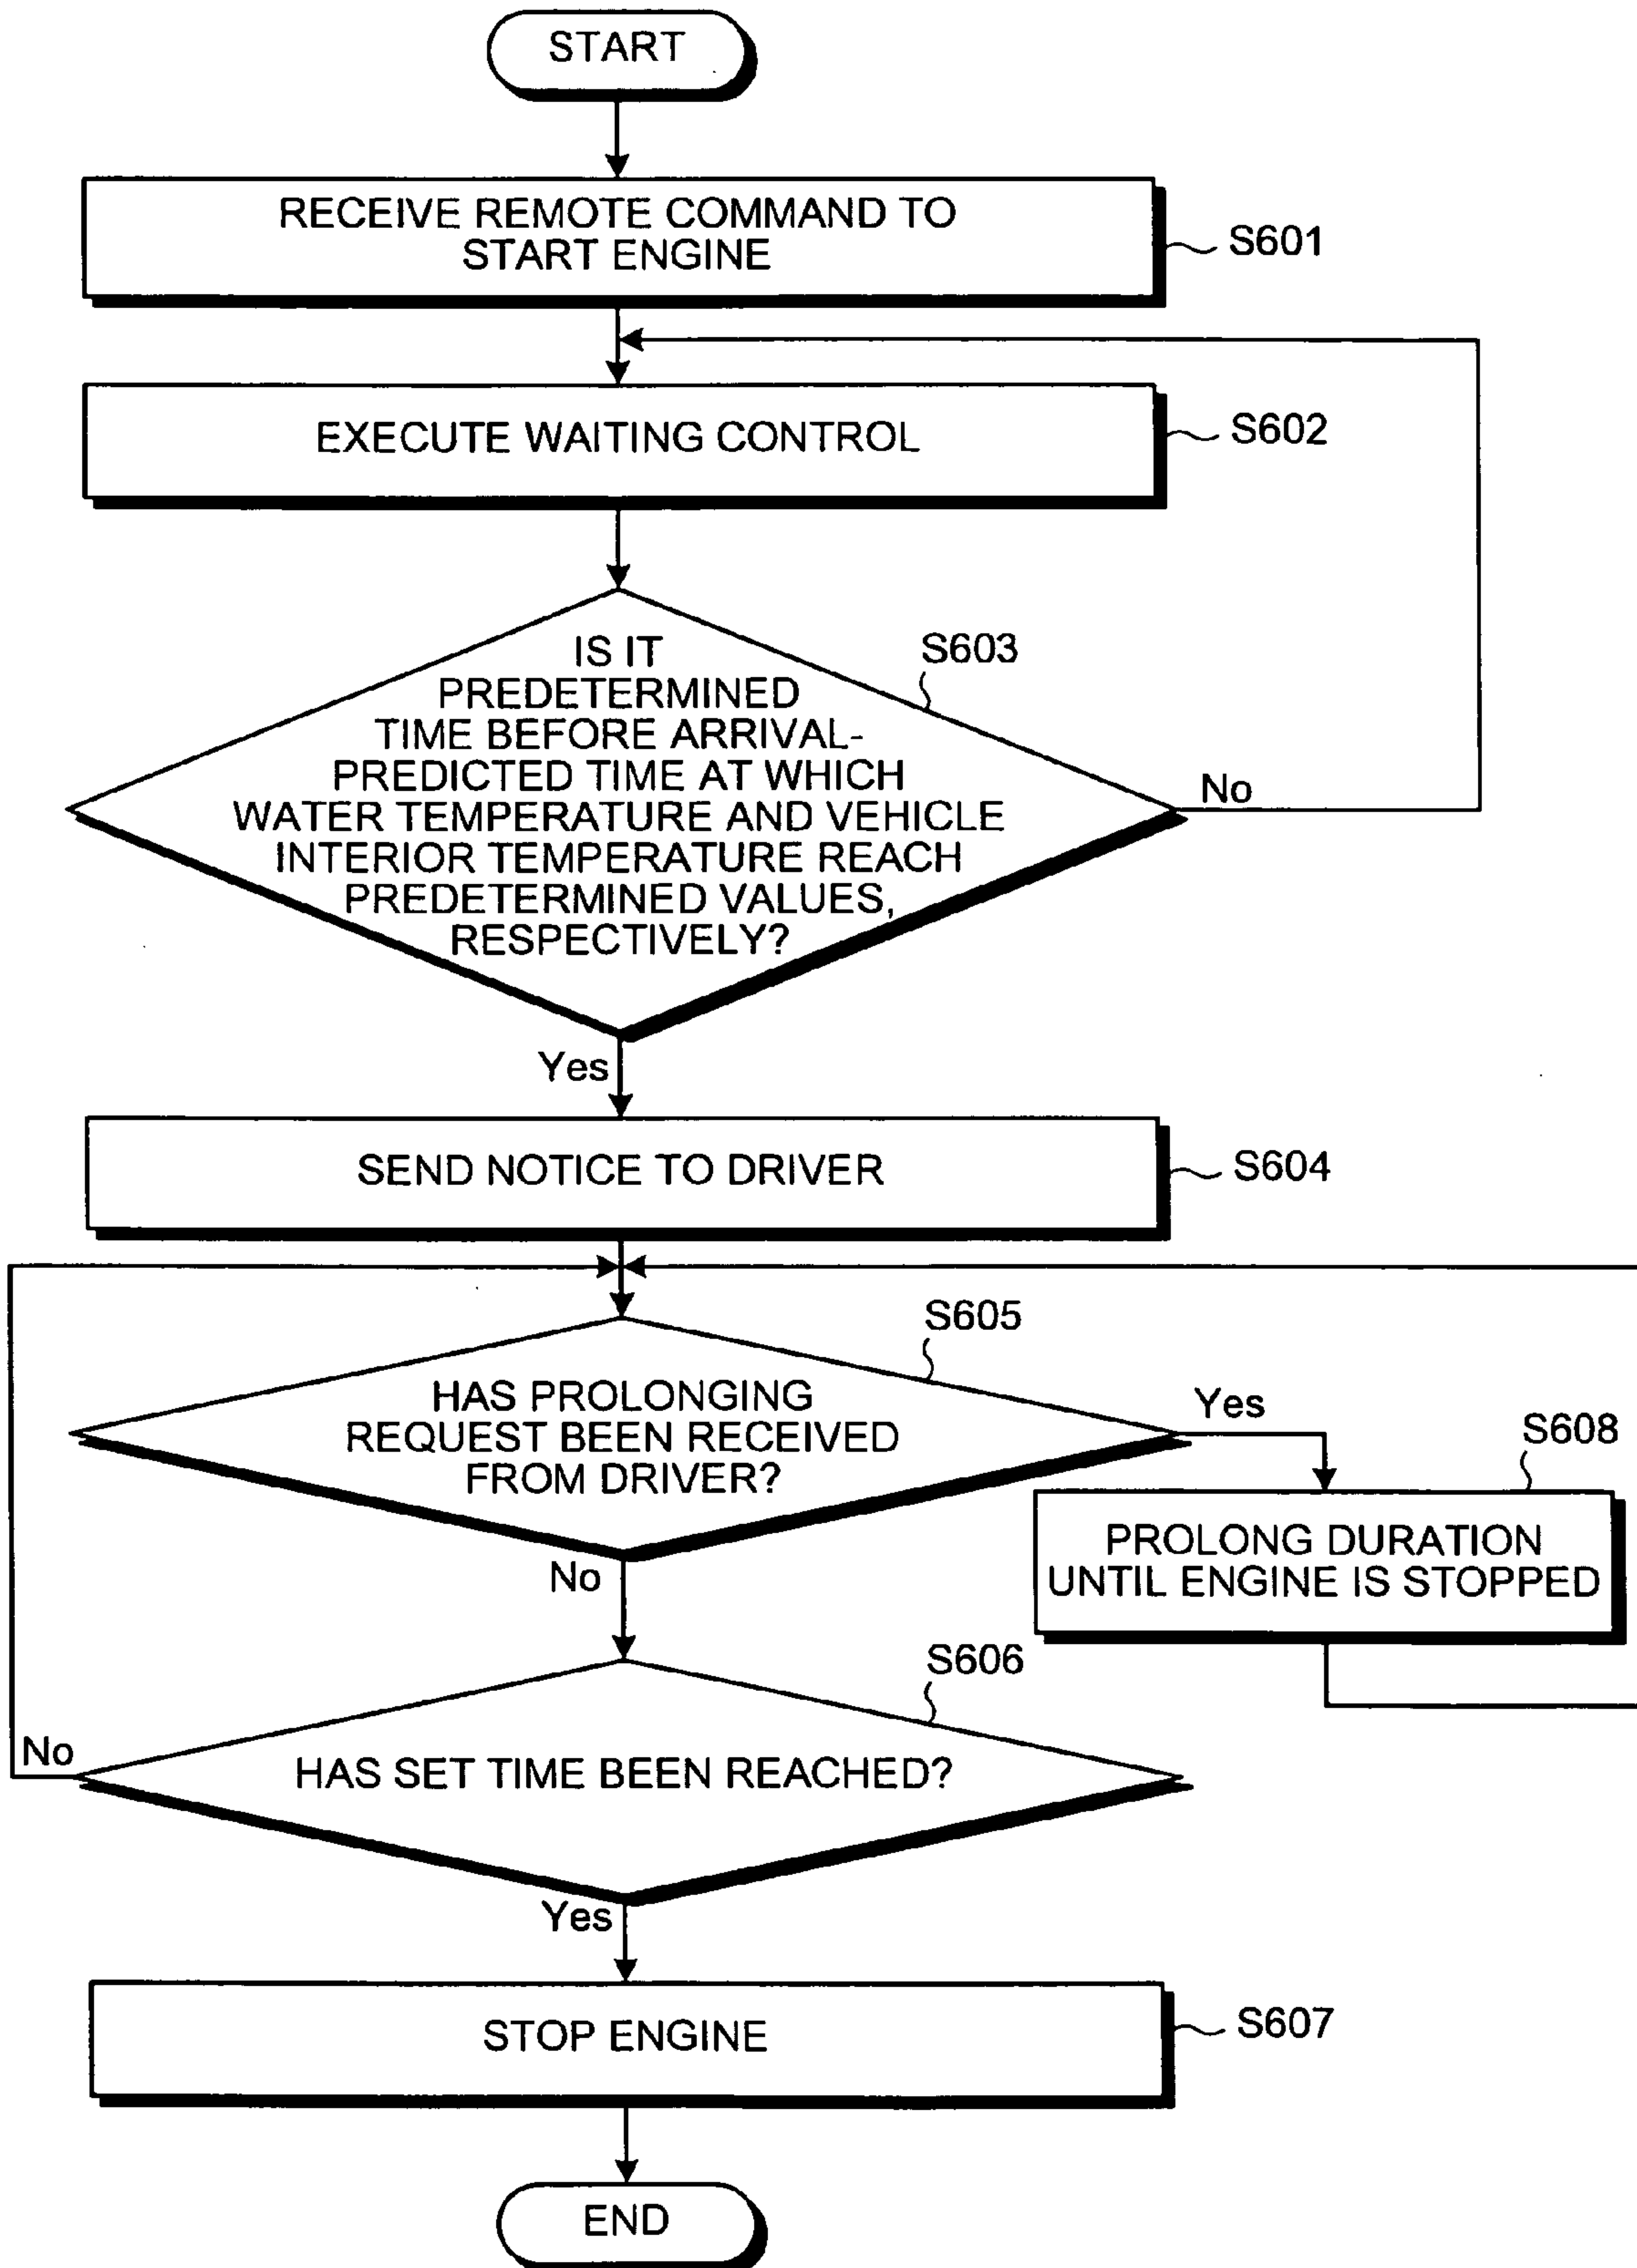 START
RECEIVE REMOTE COMMAND TO
START ENGINE
S601
EXECUTE WAITING CONTROL
S602
S603
IS IT
PREDETERMINED
TIME BEFORE ARRIVAL-
PREDICTED TIME AT WHICH
WATER TEMPERATURE AND VEHICLE
INTERIOR TEMPERATURE REACH
PREDETERMINED VALUES,
RESPECTIVELY?
No
Yes
SEND NOTICE TO DRIVER
S604
S605
HAS PROLONGING
REQUEST BEEN RECEIVED
FROM DRIVER?
Yes
S608
PROLONG DURATION
UNTIL ENGINE IS STOPPED
No
S606
HAS SET TIME BEEN REACHED?
No
Yes
STOP ENGINE
S607
END